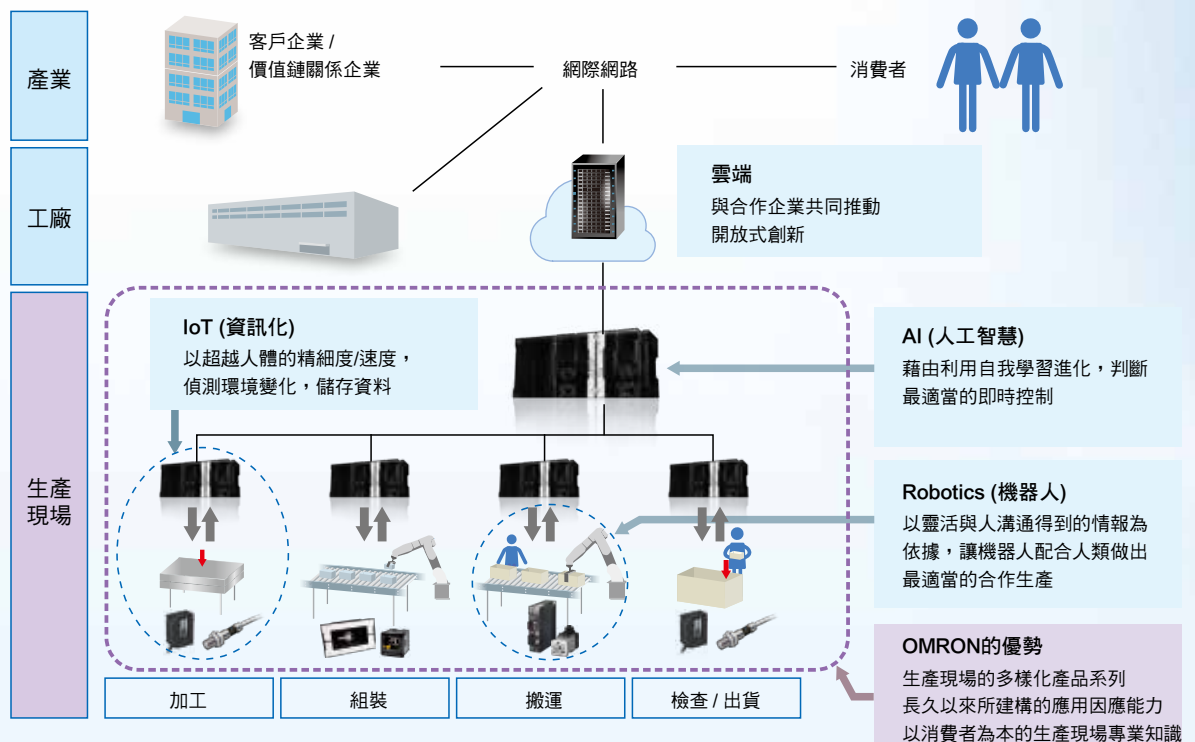 產業
客戶企業 /
價值鏈關係企業
網際網路
消費者
工廠
雲端
與合作企業共同推動
開放式創新
生產
現場
IoT (資訊化)
以超越人體的精細度/速度，
偵測環境變化，儲存資料
AI (人工智慧)
藉由利用自我學習進化，判斷
最適當的即時控制
Robotics (機器人)
以靈活與人溝通得到的情報為
依據，讓機器人配合人類做出
最適當的合作生產
OMRON的優勢
生產現場的多樣化產品系列
長久以來所建構的應用因應能力
以消費者為本的生產現場專業知識
加工
組裝
搬運
檢查 / 出貨